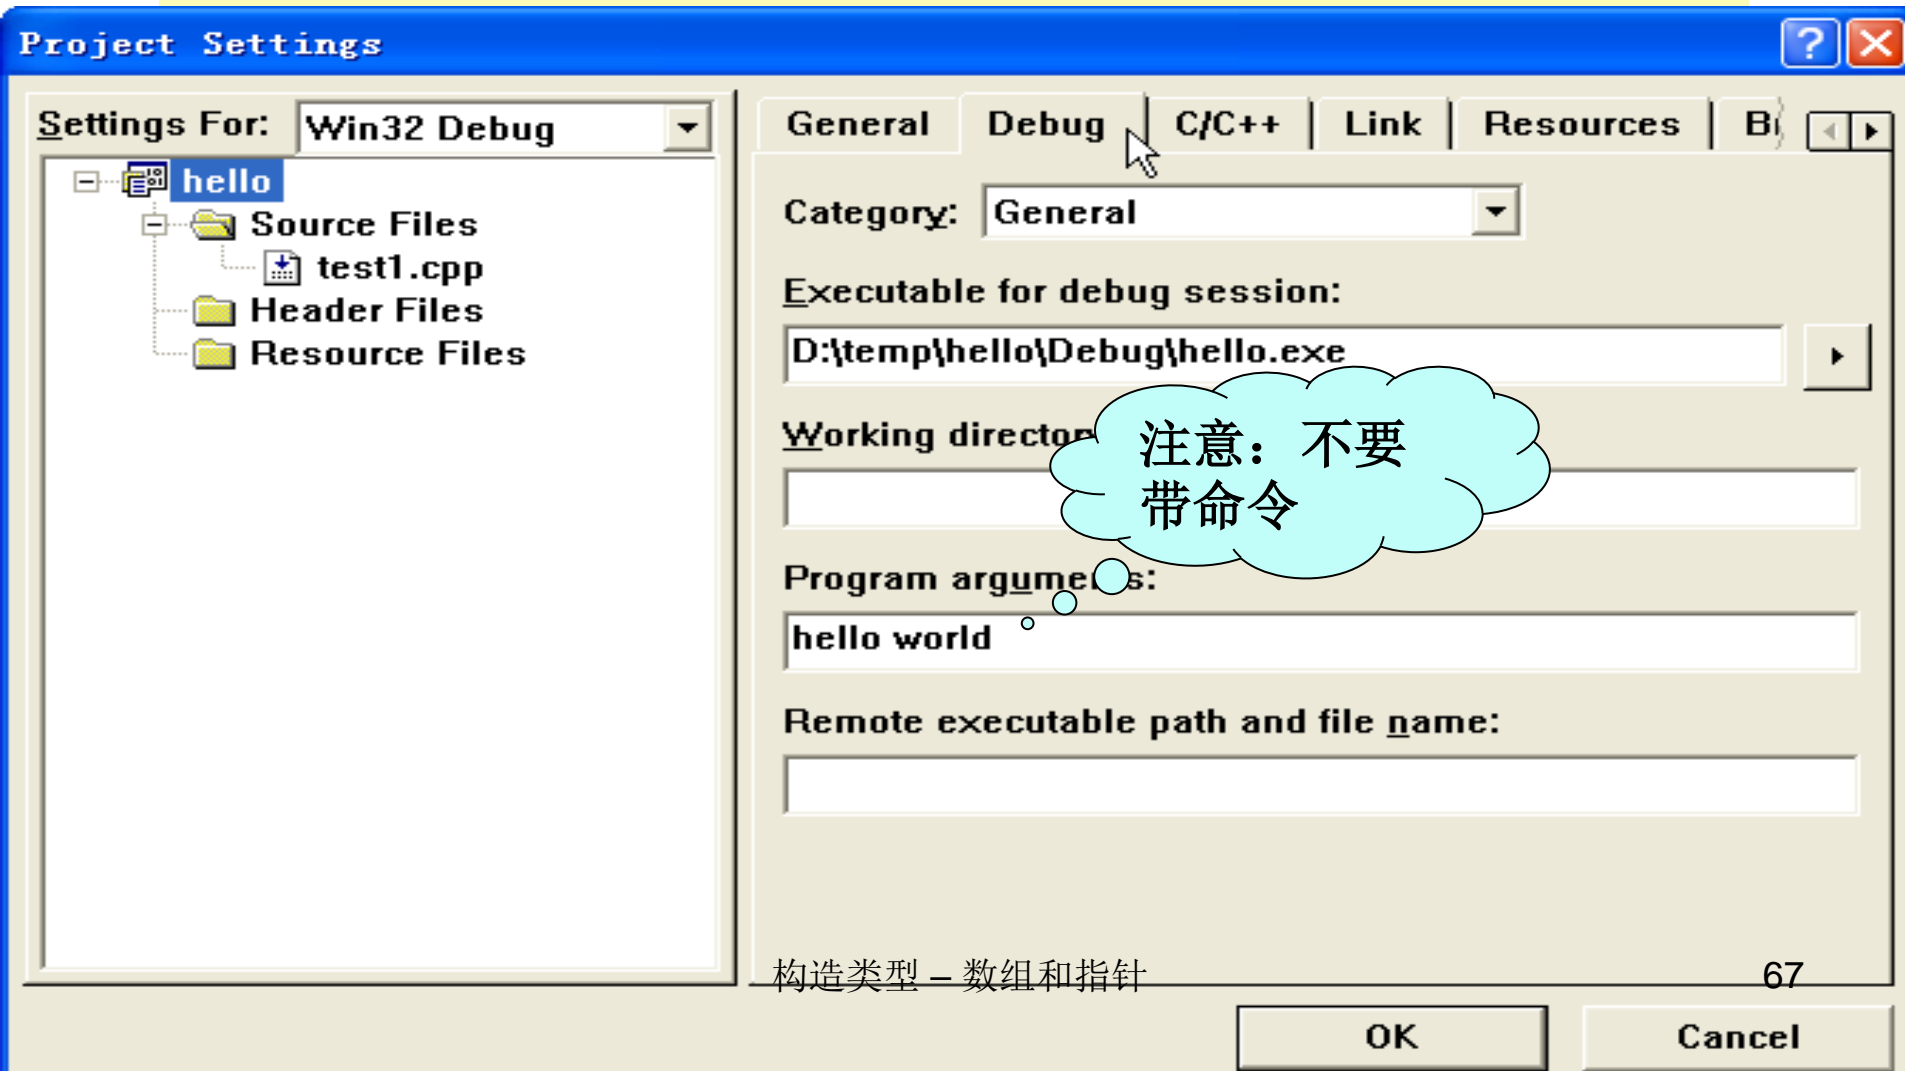 Project Settings
Settings For:
Win32 Debug
hello
Source Files
test1.cpp
Header Files
Resource Files
General
Debug
C/C++
Link
Resources
Category:
General
Executable for debug session:
D:\temp\hello\Debug\hello.exe
Working
注意：不要
带命令
Program
hello world
Remote executable path and file name:
构造类型 – 数组和指针
67
OK
Cancel